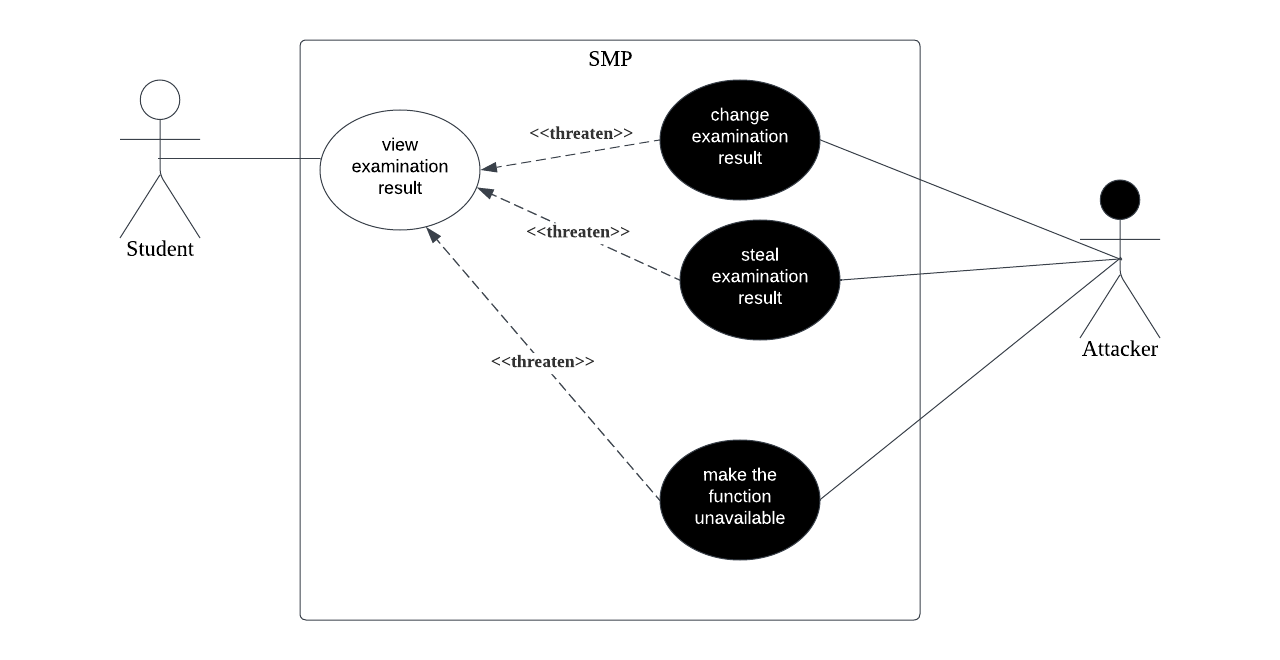 SMP
view
examination
result
<<threaten>>
change
examination
result
<<threaten>>
steal
examination
result
<<threaten>>
make the
function
unavailable
Student
Attacker